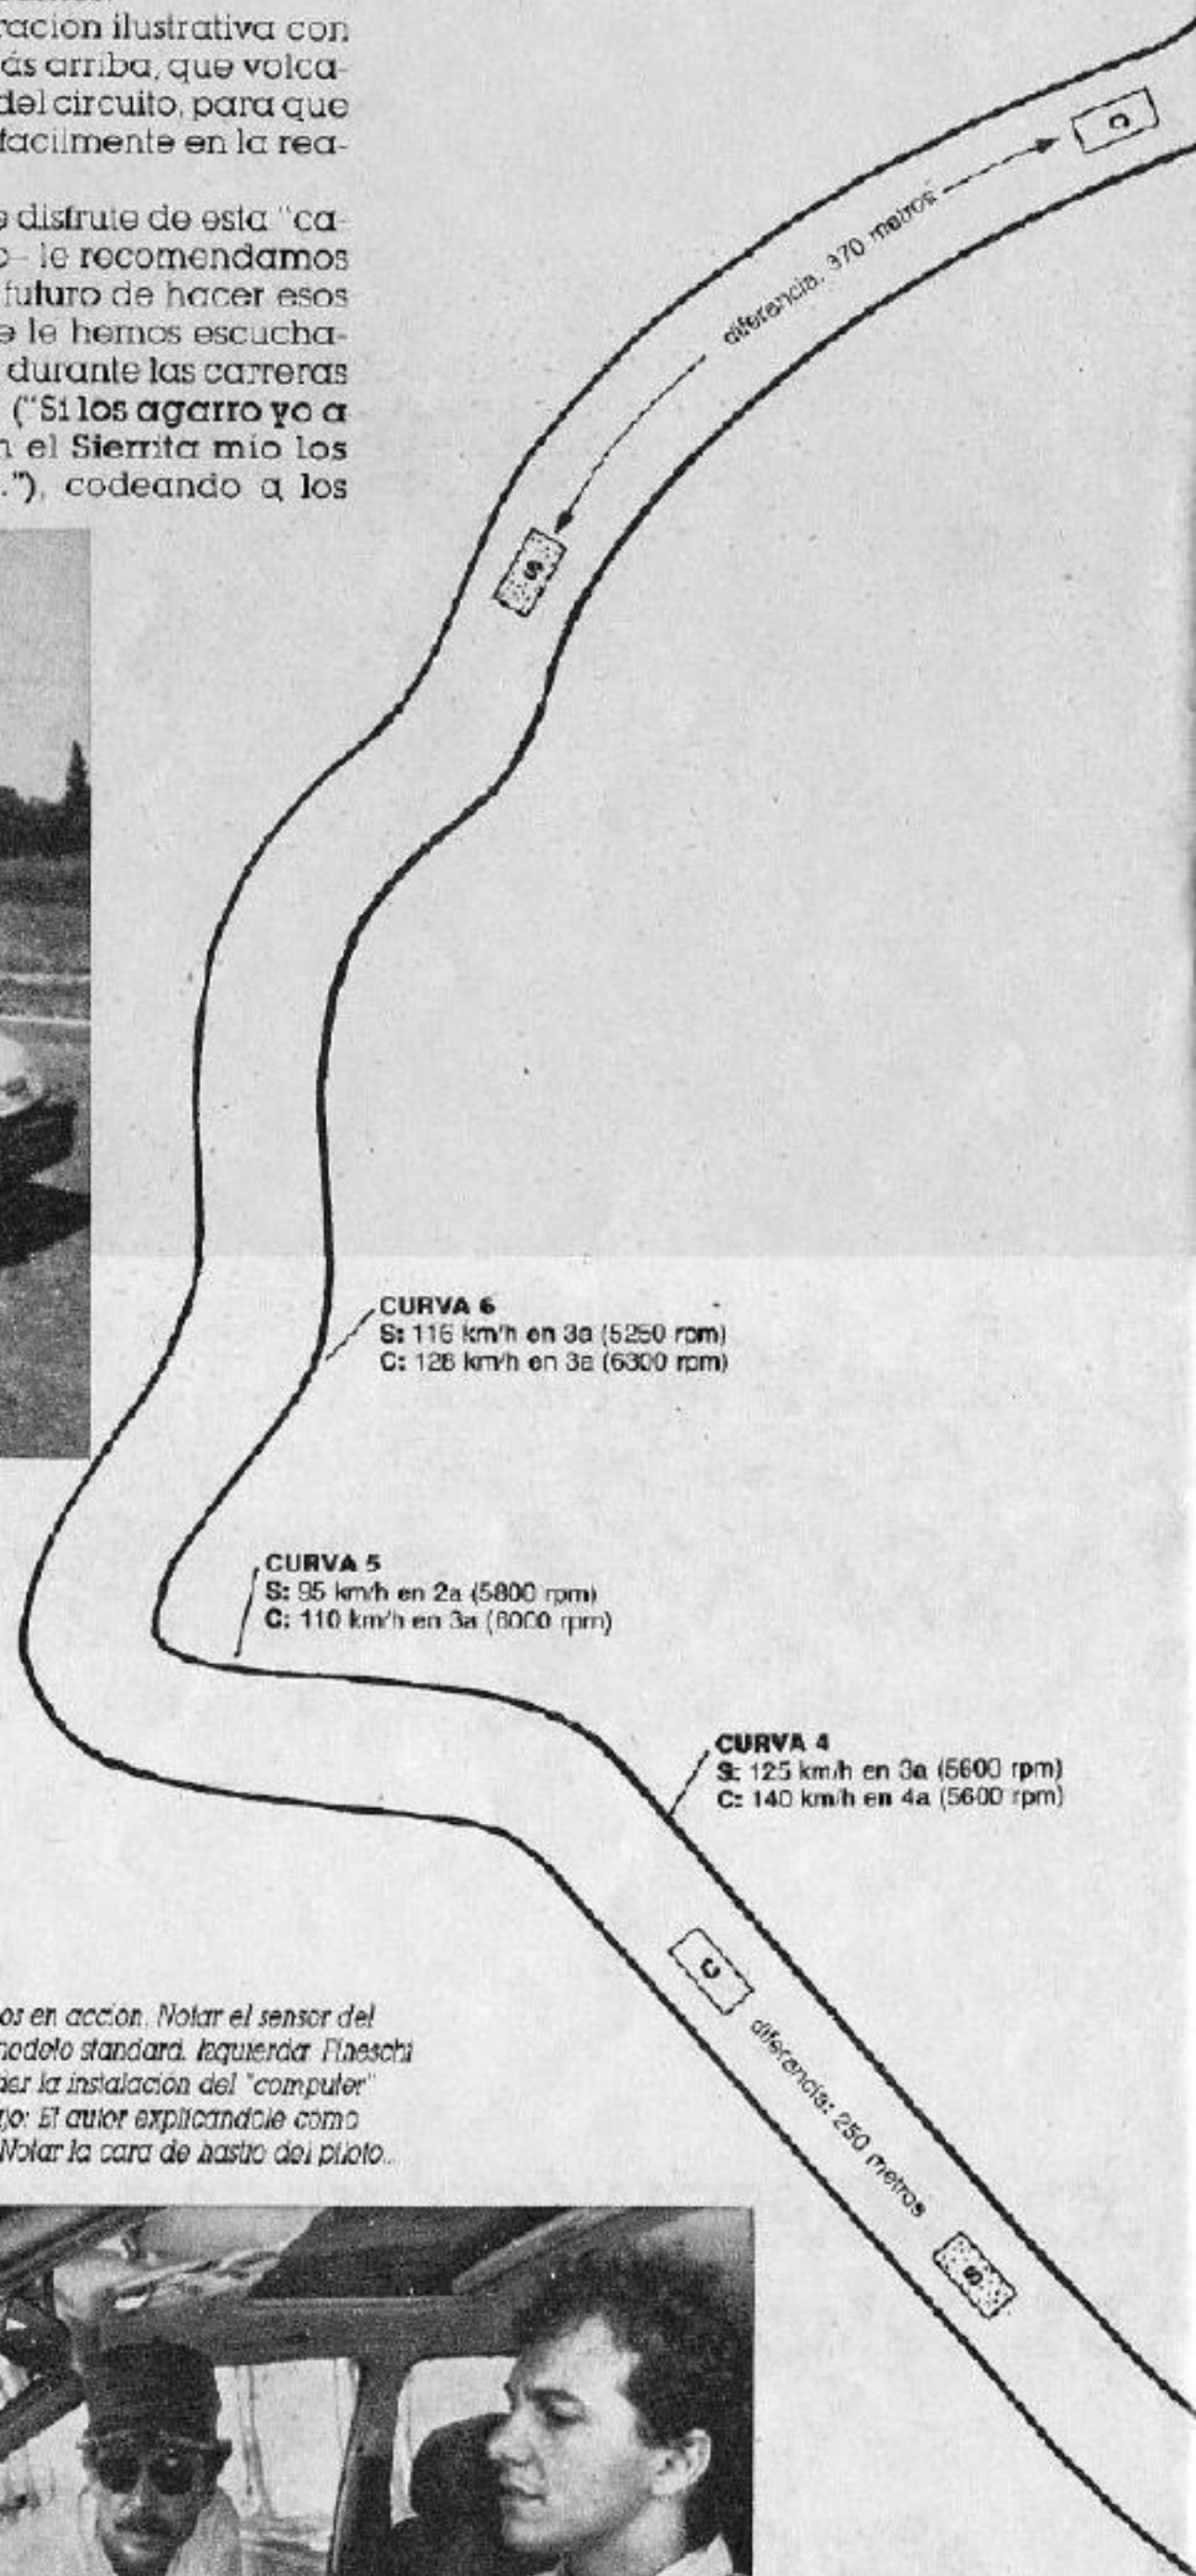 ración ilustrativa con
ás arriba, que volca-
del circuito, para que
facilmente en la rea-
disfrute de esta "ca-
o– le recomendamos
futuro de hacer esos
e le hemos escucha-
durante las carreras
("Si los agarro yo a
n el Sierrita mío los
."), codeando a los
C
diferencia: 370 metros
S
CURVA 6
S: 116 km/h en 3a (5250 rpm)
C: 128 km/h en 3a (6300 rpm)
CURVA 5
S: 95 km/h en 2a (5800 rpm)
C: 110 km/h en 3a (6000 rpm)
CURVA 4
S: 125 km/h en 3a (5600 rpm)
C: 140 km/h en 4a (5600 rpm)
C
diferencia: 250 metros
S
os en acción. Notar el sensor del
modelo standard. Izquierda: Fineschi
der la instalación del "computer"
jo: El autor explicándole como
Notar la cara de hastío del piloto...